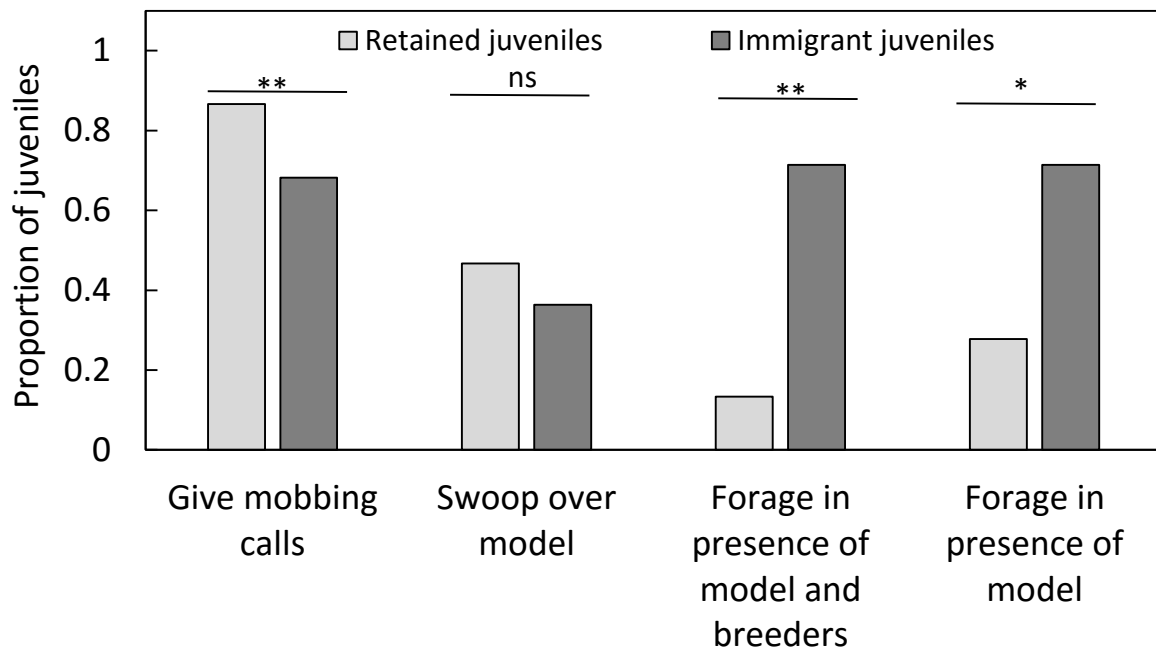 Proportion of juveniles
1
0.8
0.6
0.4
0.2
0
Retained juveniles
Immigrant juveniles
**
ns
**
*
Give mobbing
calls
Swoop over
model
Forage in
presence of
model and
breeders
Forage in
presence of
model